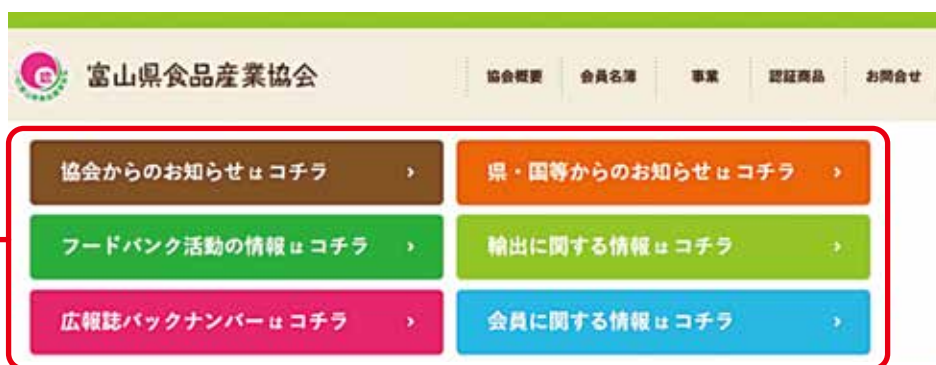 富山県食品産業協会
協会概要 会員名簿 事業 認証商品 お問合せ
協会からのお知らせはコチラ
県・国等からのお知らせはコチラ
フードバンク活動の情報はコチラ
輸出に関する情報はコチラ
広報誌バックナンバーはコチラ
会員に関する情報はコチラ